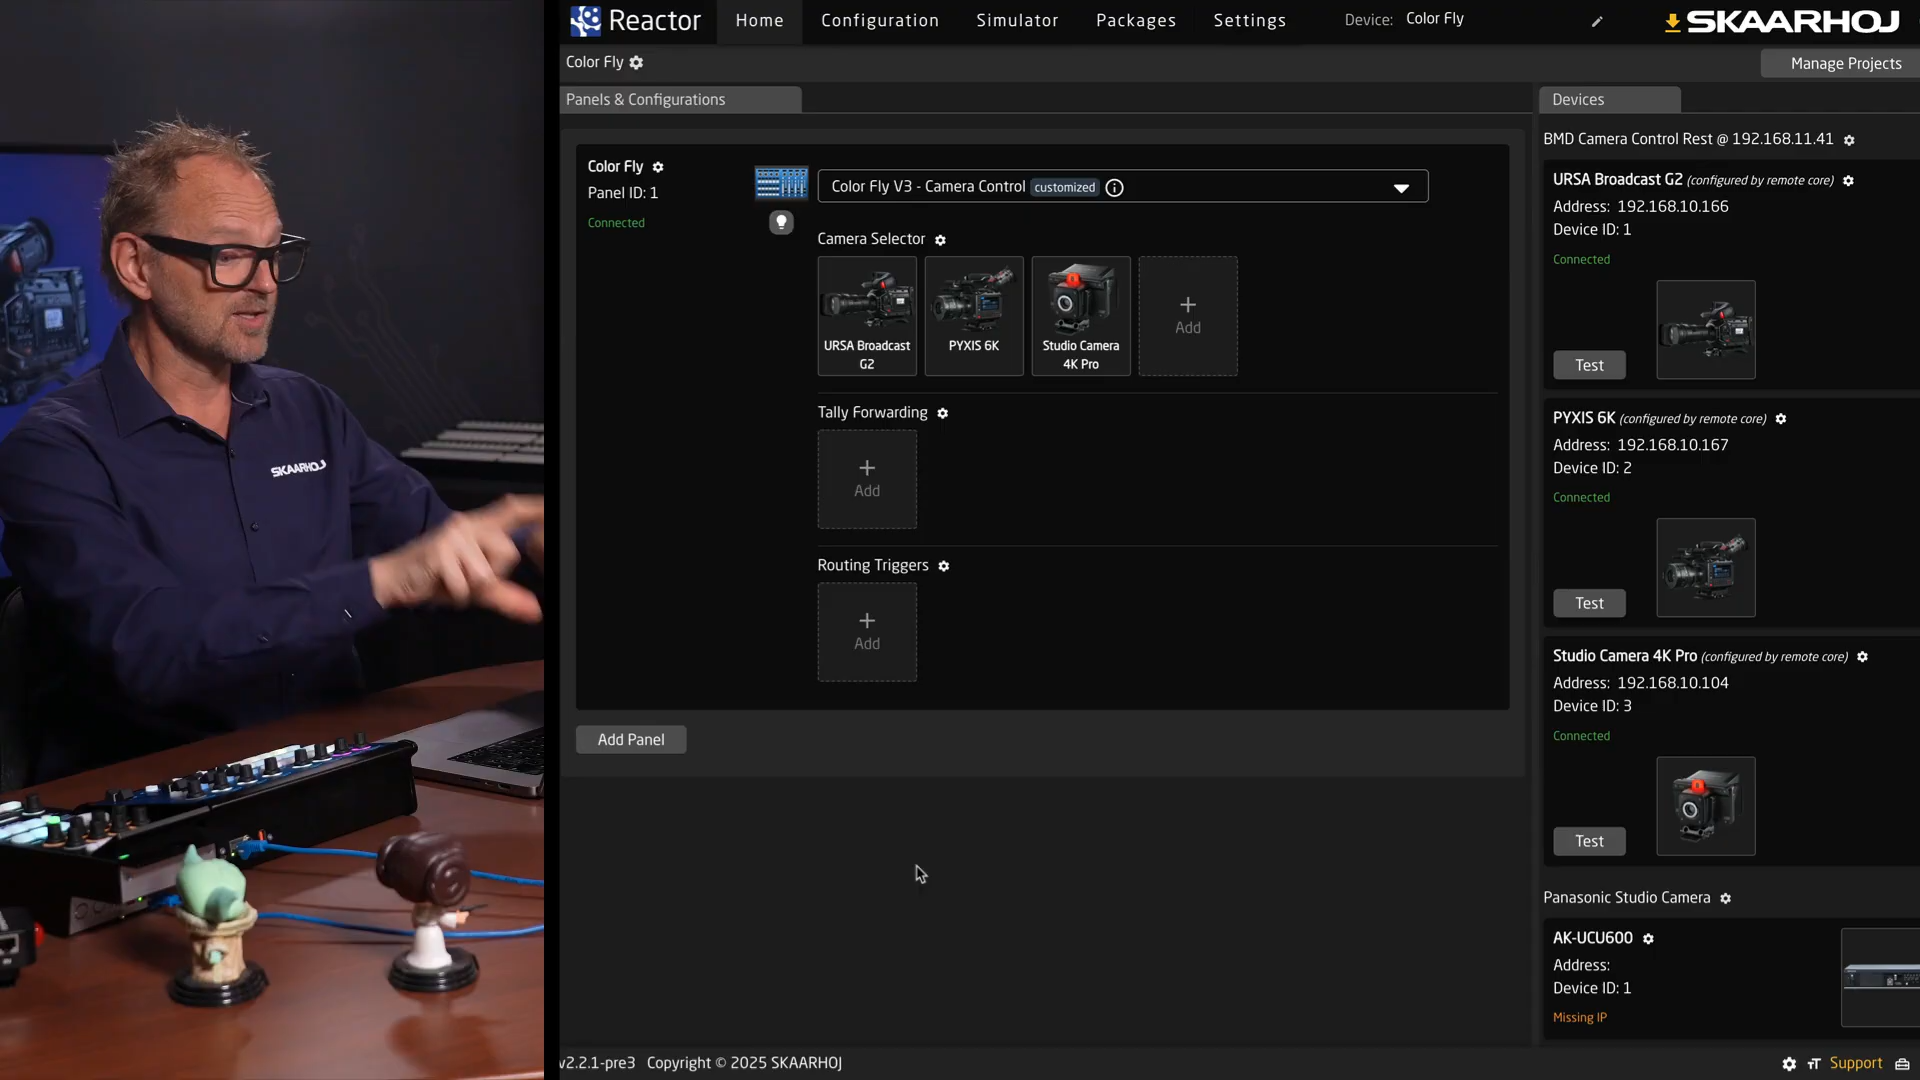 Reactor
Home
Configuration
Simulator
Packages
Settings
Device:
Color Fly
SKAARHOJ
Color Fly
Manage Projects
Panels & Configurations
Devices
Color Fly
Panel ID: 1
Connected
Color Fly V3 - Camera Control customized
Camera Selector
URSA Broadcast
G2
PYXIS 6K
Studio Camera
4K Pro
Add
Tally Forwarding
Add
Routing Triggers
Add
Add Panel
BMD Camera Control Rest @ 192.168.11.41
URSA Broadcast G2 (configured by remote core)
Address: 192.168.10.166
Device ID: 1
Connected
Test
PYXIS 6K (configured by remote core)
Address: 192.168.10.167
Device ID: 2
Connected
Test
Studio Camera 4K Pro (configured by remote core)
Address: 192.168.10.104
Device ID: 3
Connected
Test
Panasonic Studio Camera
AK-UCU600
Address:
Device ID: 1
Missing IP
v2.2.1-pre3 Copyright © 2025 SKAARHOJ
Support
SKAARHOJ